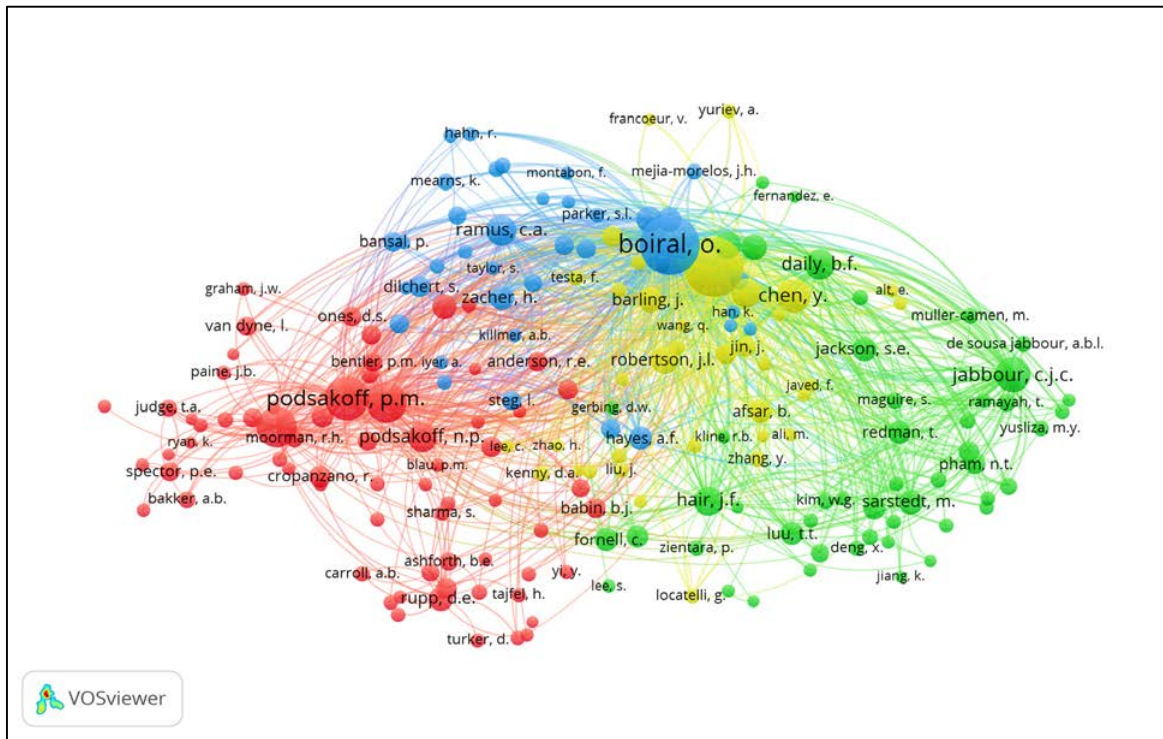 francoeur, v.
yuriev, a.
hahn, r.
montabon, f.
mejia-morelos, j.h.
mearns, k.
fernandez, e.
parker, s.l.
ramus, c.a.
bansal, p.
boiral, o.
daily, b.f.
taylor, s.
testa, f.
graham, j.w.
dilchert, s.
zacher, h.
barling, j.
chen, y.
alt, e.
han, k.
muller-camen, m.
van dyne, l.
ones, d.s.
killmer, a.b.
wang, q.
jin, j.
jackson, s.e.
de sousa jabbour, a.b.l.
bentler, p.m.
iyer, a.
anderson, r.e.
robertson, j.l.
paine, j.b.
jabbour, c.j.c.
podsakoff, p.m.
steg, l.
javed, f.
maguire, s.
ramayah, t.
judge, t.a.
gerbing, d.w.
afsar, b.
yusliza, m.y.
ryan, k.
moorman, r.h.
podsakoff, n.p.
lee, c.
zhao, h.
hayes, a.f.
kline, r.b.
ali, m.
redman, t.
spector, p.e.
cropanzano, r.
blau, p.m.
kenny, d.a.
liu, j.
zhang, y.
pham, n.t.
bakker, a.b.
sharma, s.
babin, b.j.
hair, j.f.
kim, w.g.
sarstedt, m.
fornell, c.
zientara, p.
luu, t.t.
deng, x.
ashforth, b.e.
carroll, a.b.
yi, y.
lee, s.
jiang, k.
rupp, d.e.
tajfel, h.
locatelli, g.
turker, d.
VOSviewer